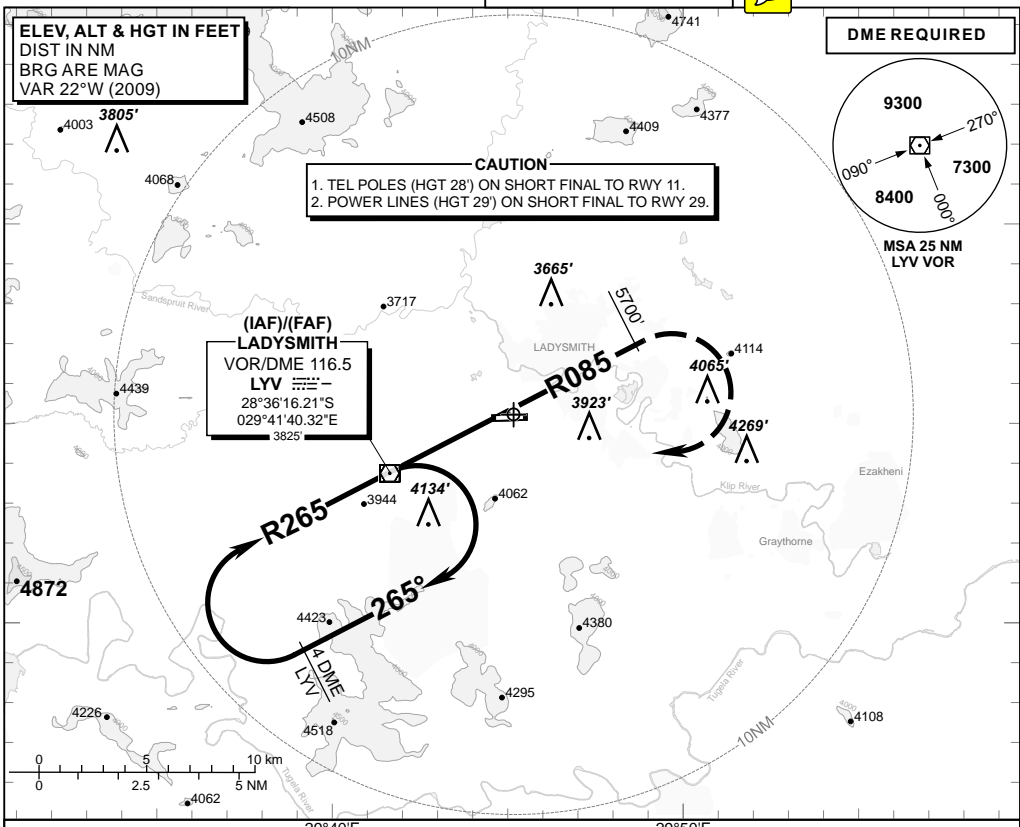 ELEV, ALT & HGT IN FEET
DIST IN NM
BRG ARE MAG
VAR 22°W (2009)
DME REQUIRED
10NM
4741
4003
3805'
4508
4409
4377
4068
CAUTION
1. TEL POLES (HGT 28') ON SHORT FINAL TO RWY 11.
2. POWER LINES (HGT 29') ON SHORT FINAL TO RWY 29.
9300
270°
090°
7300
8400
000°
MSA 25 NM
LYV VOR
Sandspruit River
3717
3665'
5700'
(IAF)/(FAF)
LADYSMITH
VOR/DME 116.5
LYV
28°36'16.21"S
029°41'40.32"E
3825'
LADYSMITH
R085
4114
4065'
3923'
4269'
4439
Ezakheni
Klip River
3944
4134'
4062
R265
Graythorne
4872
265°
4423
4380
4 DME
LYV
4295
Tugela River
4226
4518
4108
4000
10NM
0 5 10 km
0 2.5 5 NM
4062
Tugela River